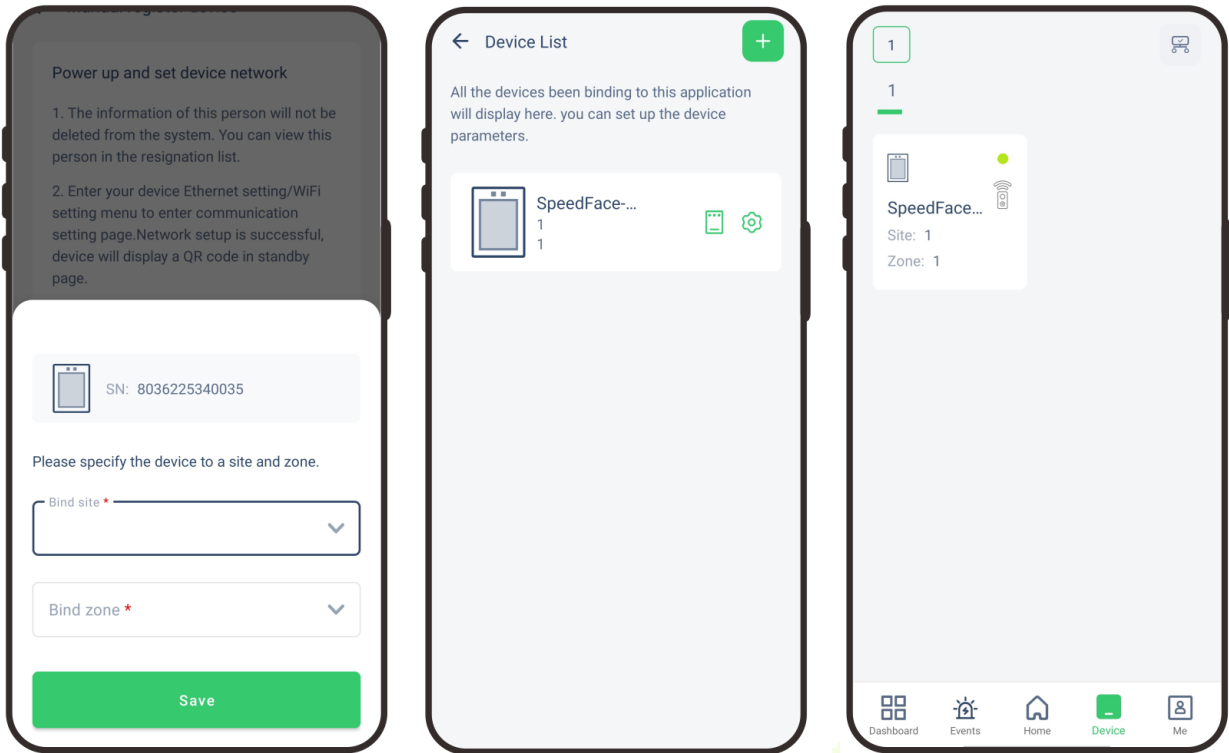 Manual register device
Power up and set device network
1. The information of this person will not be
deleted from the system. You can view this
person in the resignation list.
2. Enter your device Ethernet setting/WiFi
setting menu to enter communication
setting page.Network setup is successful,
device will display a QR code in standby
page.
SN: 8036225340035
Please specify the device to a site and zone.
Bind site *
Bind zone *
Save
Device List
+
All the devices been binding to this application
will display here. you can set up the device
parameters.
SpeedFace-...
1
1
1
1
SpeedFace...
Site: 1
Zone: 1
Dashboard
Events
Home
Device
Me